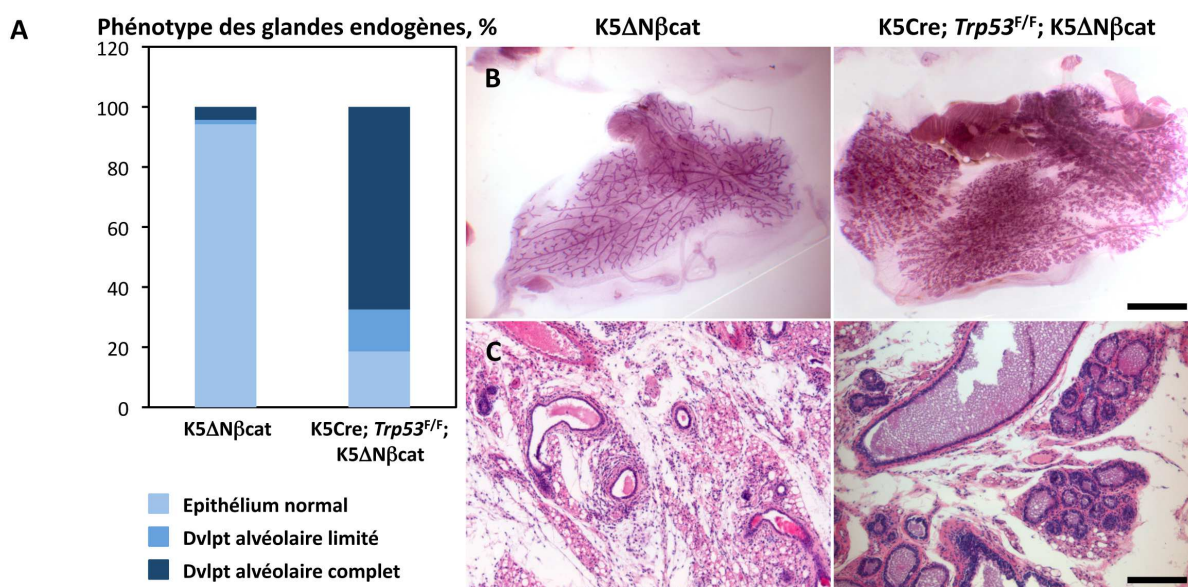 A
Phénotype des glandes endogènes, %
120
100
80
60
40
20
0
K5ΔNβcat
K5Cre; Trp53F/F;
K5ΔNβcat
Epithélium normal
Dvlpt alvéolaire limité
Dvlpt alvéolaire complet
K5ΔNβcat
K5Cre; Trp53F/F; K5ΔNβcat
B
C